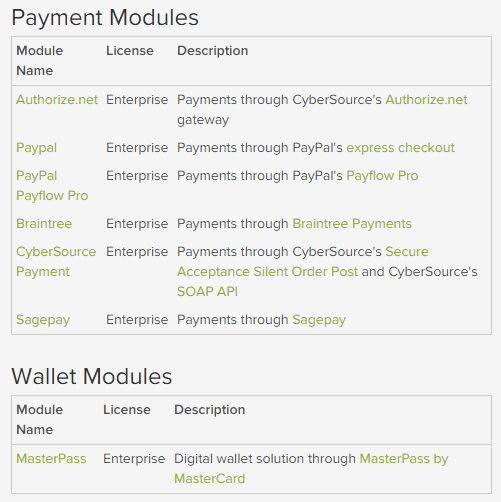 Payment Modules
Module License Description
Name
Authorize.net Enterprise Payments through CyberSource's Authorize.net
gateway
Paypal Enterprise Payments through PayPal's express checkout
PayPal Enterprise Payments through PayPal's Payflow Pro
Payflow Pro
Braintree Enterprise Payments through Braintree Payments
CyberSource Enterprise Payments through CyberSource's Secure
Payment Acceptance Silent Order Post and CyberSource's
SOAP API
Sagepay Enterprise Payments through Sagepay
Wallet Modules
Module License Description
Name
MasterPass Enterprise Digital wallet solution through MasterPass by
MasterCard